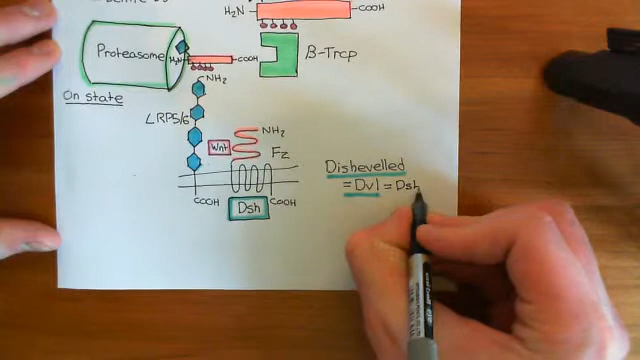 H₂N COOH
Proteasome H₂N COOH β-Trcp
On state
NH₂
LRP5/6
NH₂
Wnt Fz
Dishevelled
= Dvl = Dsh
COOH Dsh COOH